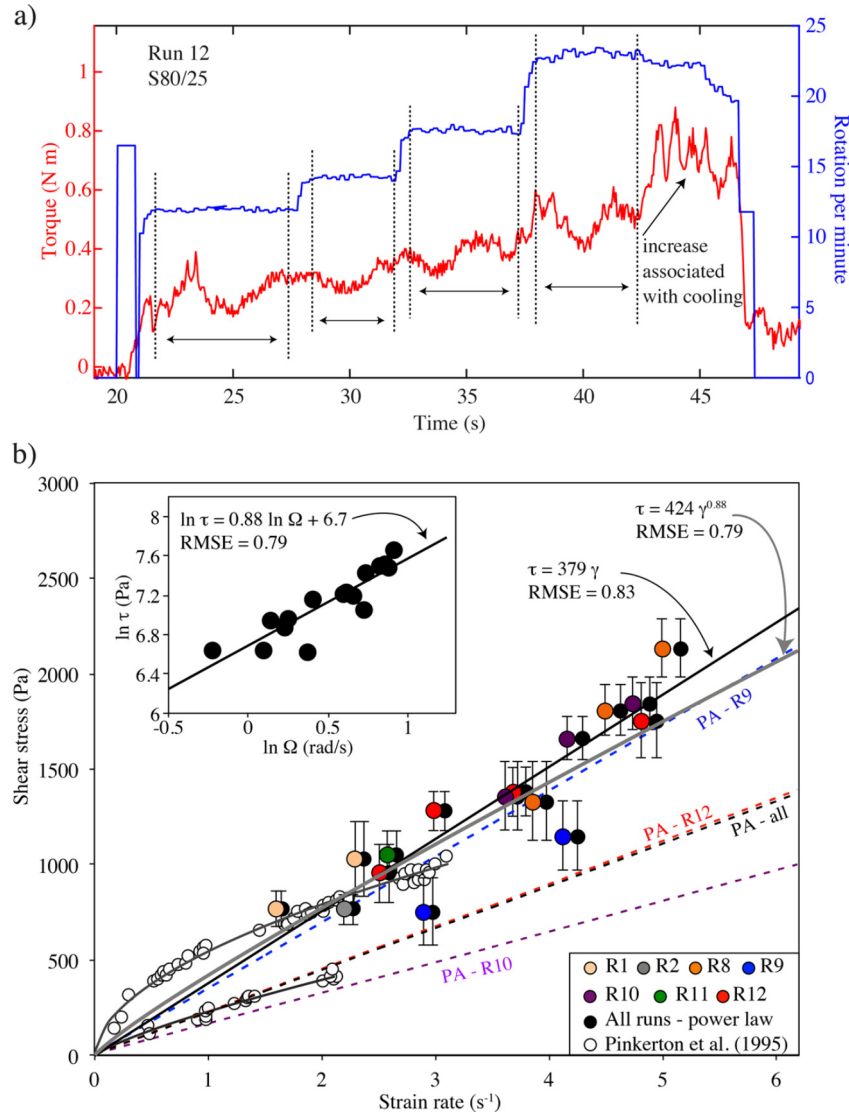 a)
Run 12
S80/25
1
0.8
0.6
0.4
0.2
0
Torque (N m)
25
20
15
10
5
0
Rotation per minute
increase
associated
with cooling
20 25 30 35 40 45
Time (s)
b)
3000
2500
2000
1500
1000
500
0
Shear stress (Pa)
ln τ = 0.88 ln Ω + 6.7
RMSE = 0.79
8
7.6
7.2
6.8
6.4
6
ln τ (Pa)
-0.5 0 0.5 1
ln Ω (rad/s)
τ = 424 γ^0.88
RMSE = 0.79
τ = 379 γ
RMSE = 0.83
PA - R9
PA - R12
PA - all
PA - R10
R1 R2 R8 R9
R10 R11 R12
All runs - power law
Pinkerton et al. (1995)
0 1 2 3 4 5 6
Strain rate (s⁻¹)